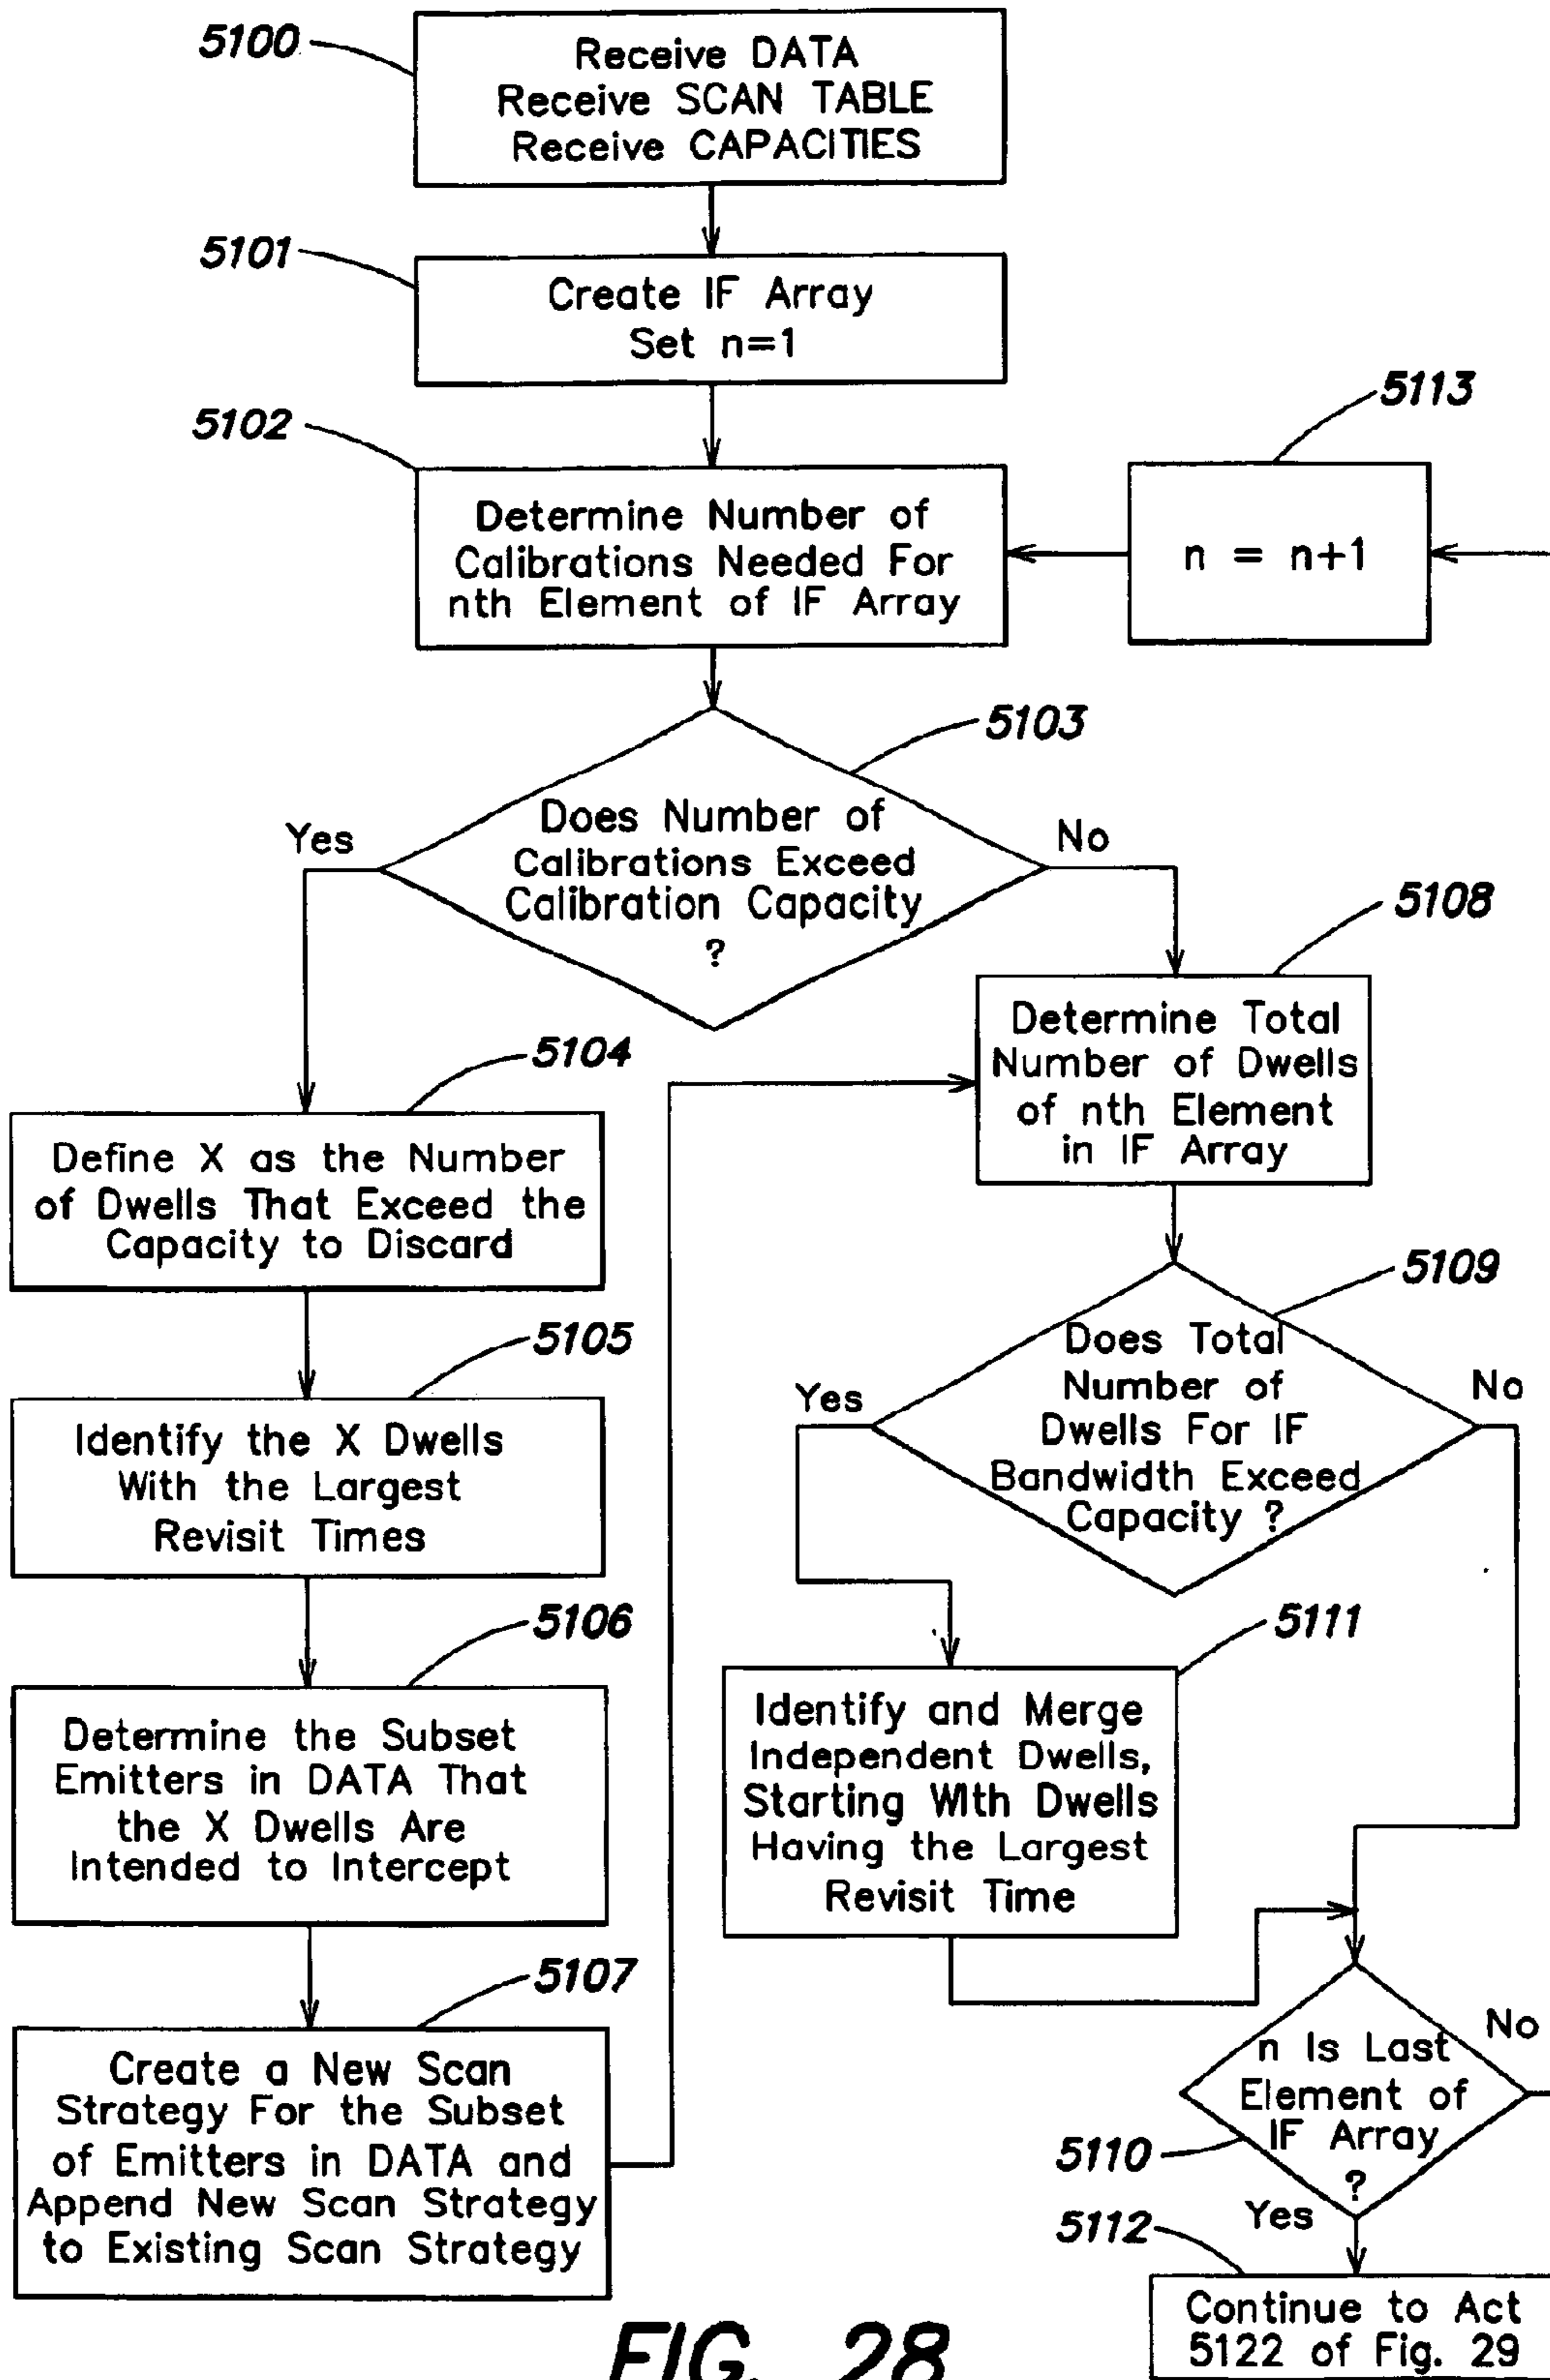 5100
Receive DATA
Receive SCAN TABLE
Receive CAPACITIES
5101
Create IF Array
Set n=1
5102
Determine Number of
Calibrations Needed For
nth Element of IF Array
5113
n = n+1
5103
Does Number of
Calibrations Exceed
Calibration Capacity
?
Yes
No
5104
Define X as the Number
of Dwells That Exceed the
Capacity to Discard
5105
Identify the X Dwells
With the Largest
Revisit Times
5106
Determine the Subset
Emitters in DATA That
the X Dwells Are
Intended to Intercept
5107
Create a New Scan
Strategy For the Subset
of Emitters in DATA and
Append New Scan Strategy
to Existing Scan Strategy
5108
Determine Total
Number of Dwells
of nth Element
in IF Array
5109
Does Total
Number of
Dwells For IF
Bandwidth Exceed
Capacity ?
Yes
No
5111
Identify and Merge
Independent Dwells,
Starting With Dwells
Having the Largest
Revisit Time
5110
n Is Last
Element of
IF Array
?
No
Yes
5112
Continue to Act
5122 of Fig. 29
FIG. 28